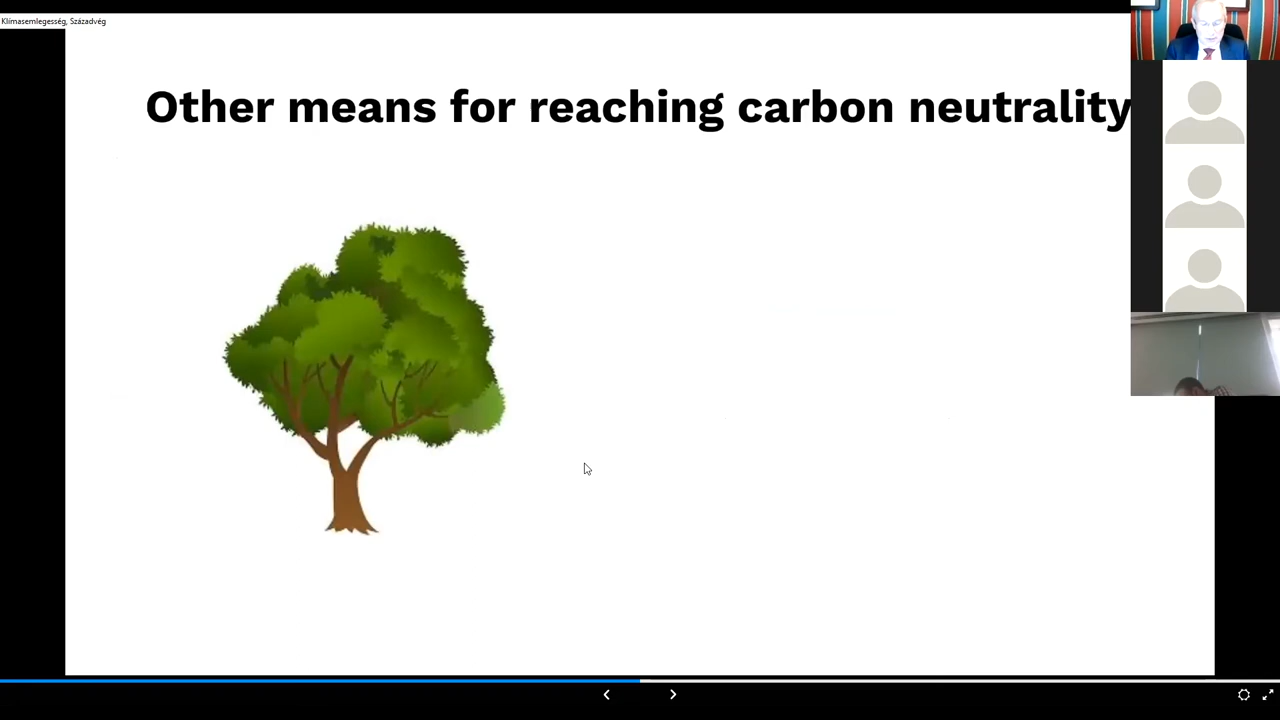 Klímasemlegesség, Századvég
Other means for reaching carbon neutrality